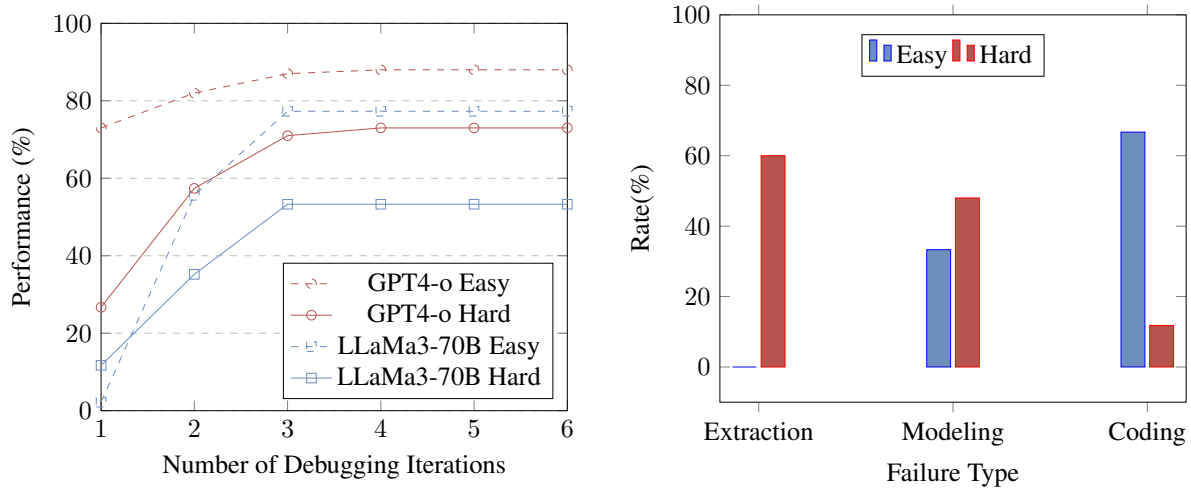 100
80
60
40
20
0
Performance (%)
1 2 3 4 5 6
Number of Debugging Iterations
GPT4-o Easy
GPT4-o Hard
LLaMa3-70B Easy
LLaMa3-70B Hard
100
80
60
40
20
0
Rate(%)
Easy Hard
Extraction Modeling Coding
Failure Type